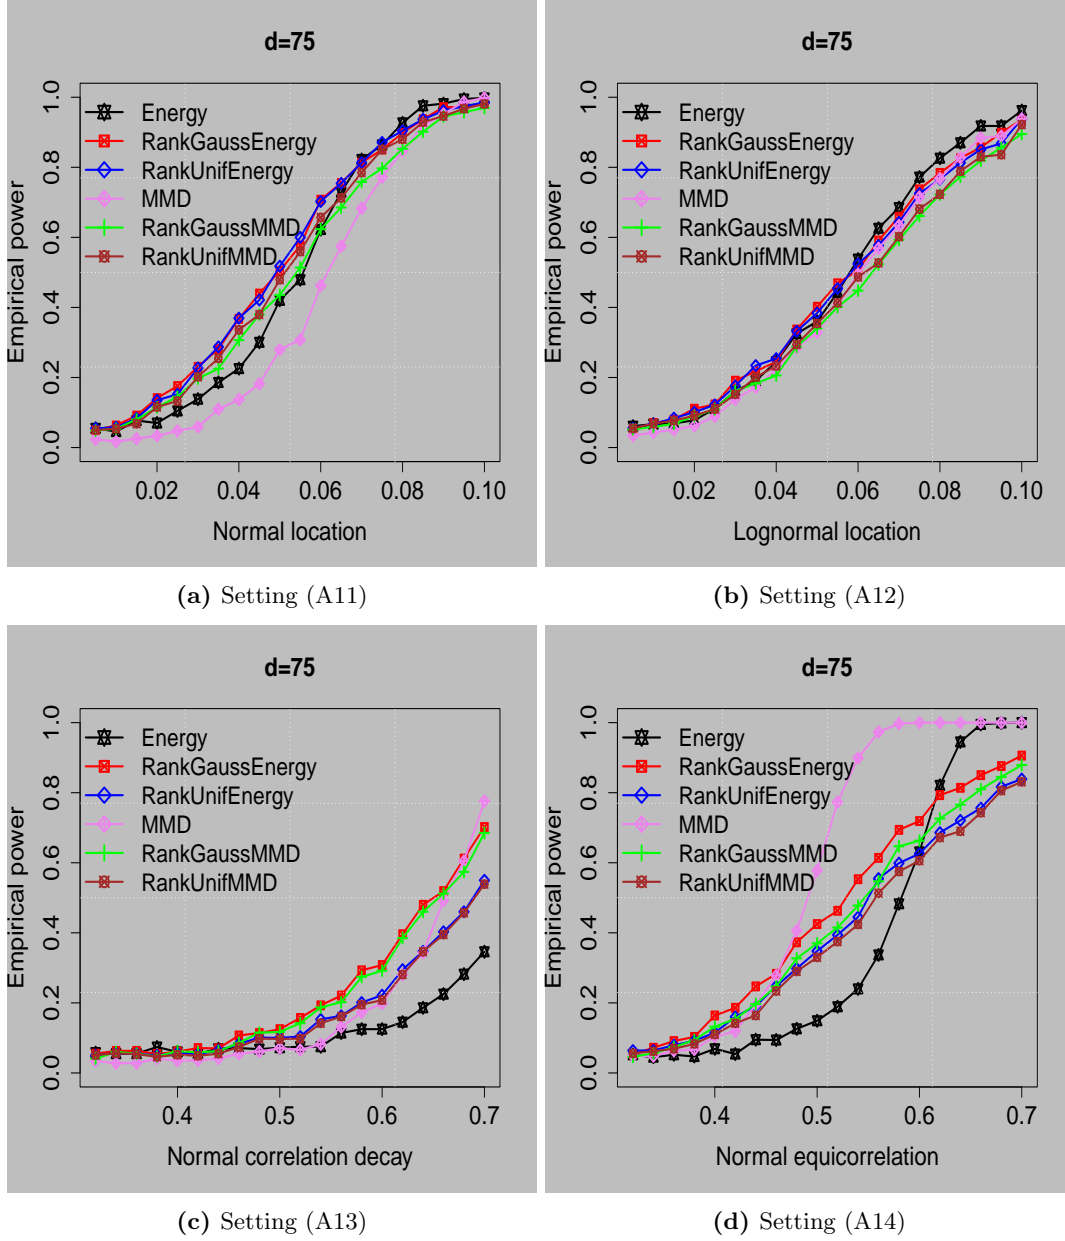 d=75
Empirical power
0.0 0.2 0.4 0.6 0.8 1.0
Energy
RankGaussEnergy
RankUnifEnergy
MMD
RankGaussMMD
RankUnifMMD
0.02 0.04 0.06 0.08 0.10
Normal location
(a) Setting (A11)
d=75
Empirical power
0.0 0.2 0.4 0.6 0.8 1.0
Energy
RankGaussEnergy
RankUnifEnergy
MMD
RankGaussMMD
RankUnifMMD
0.02 0.04 0.06 0.08 0.10
Lognormal location
(b) Setting (A12)
d=75
Empirical power
0.0 0.2 0.4 0.6 0.8 1.0
Energy
RankGaussEnergy
RankUnifEnergy
MMD
RankGaussMMD
RankUnifMMD
0.4 0.5 0.6 0.7
Normal correlation decay
(c) Setting (A13)
d=75
Empirical power
0.0 0.2 0.4 0.6 0.8 1.0
Energy
RankGaussEnergy
RankUnifEnergy
MMD
RankGaussMMD
RankUnifMMD
0.4 0.5 0.6 0.7
Normal equicorrelation
(d) Setting (A14)